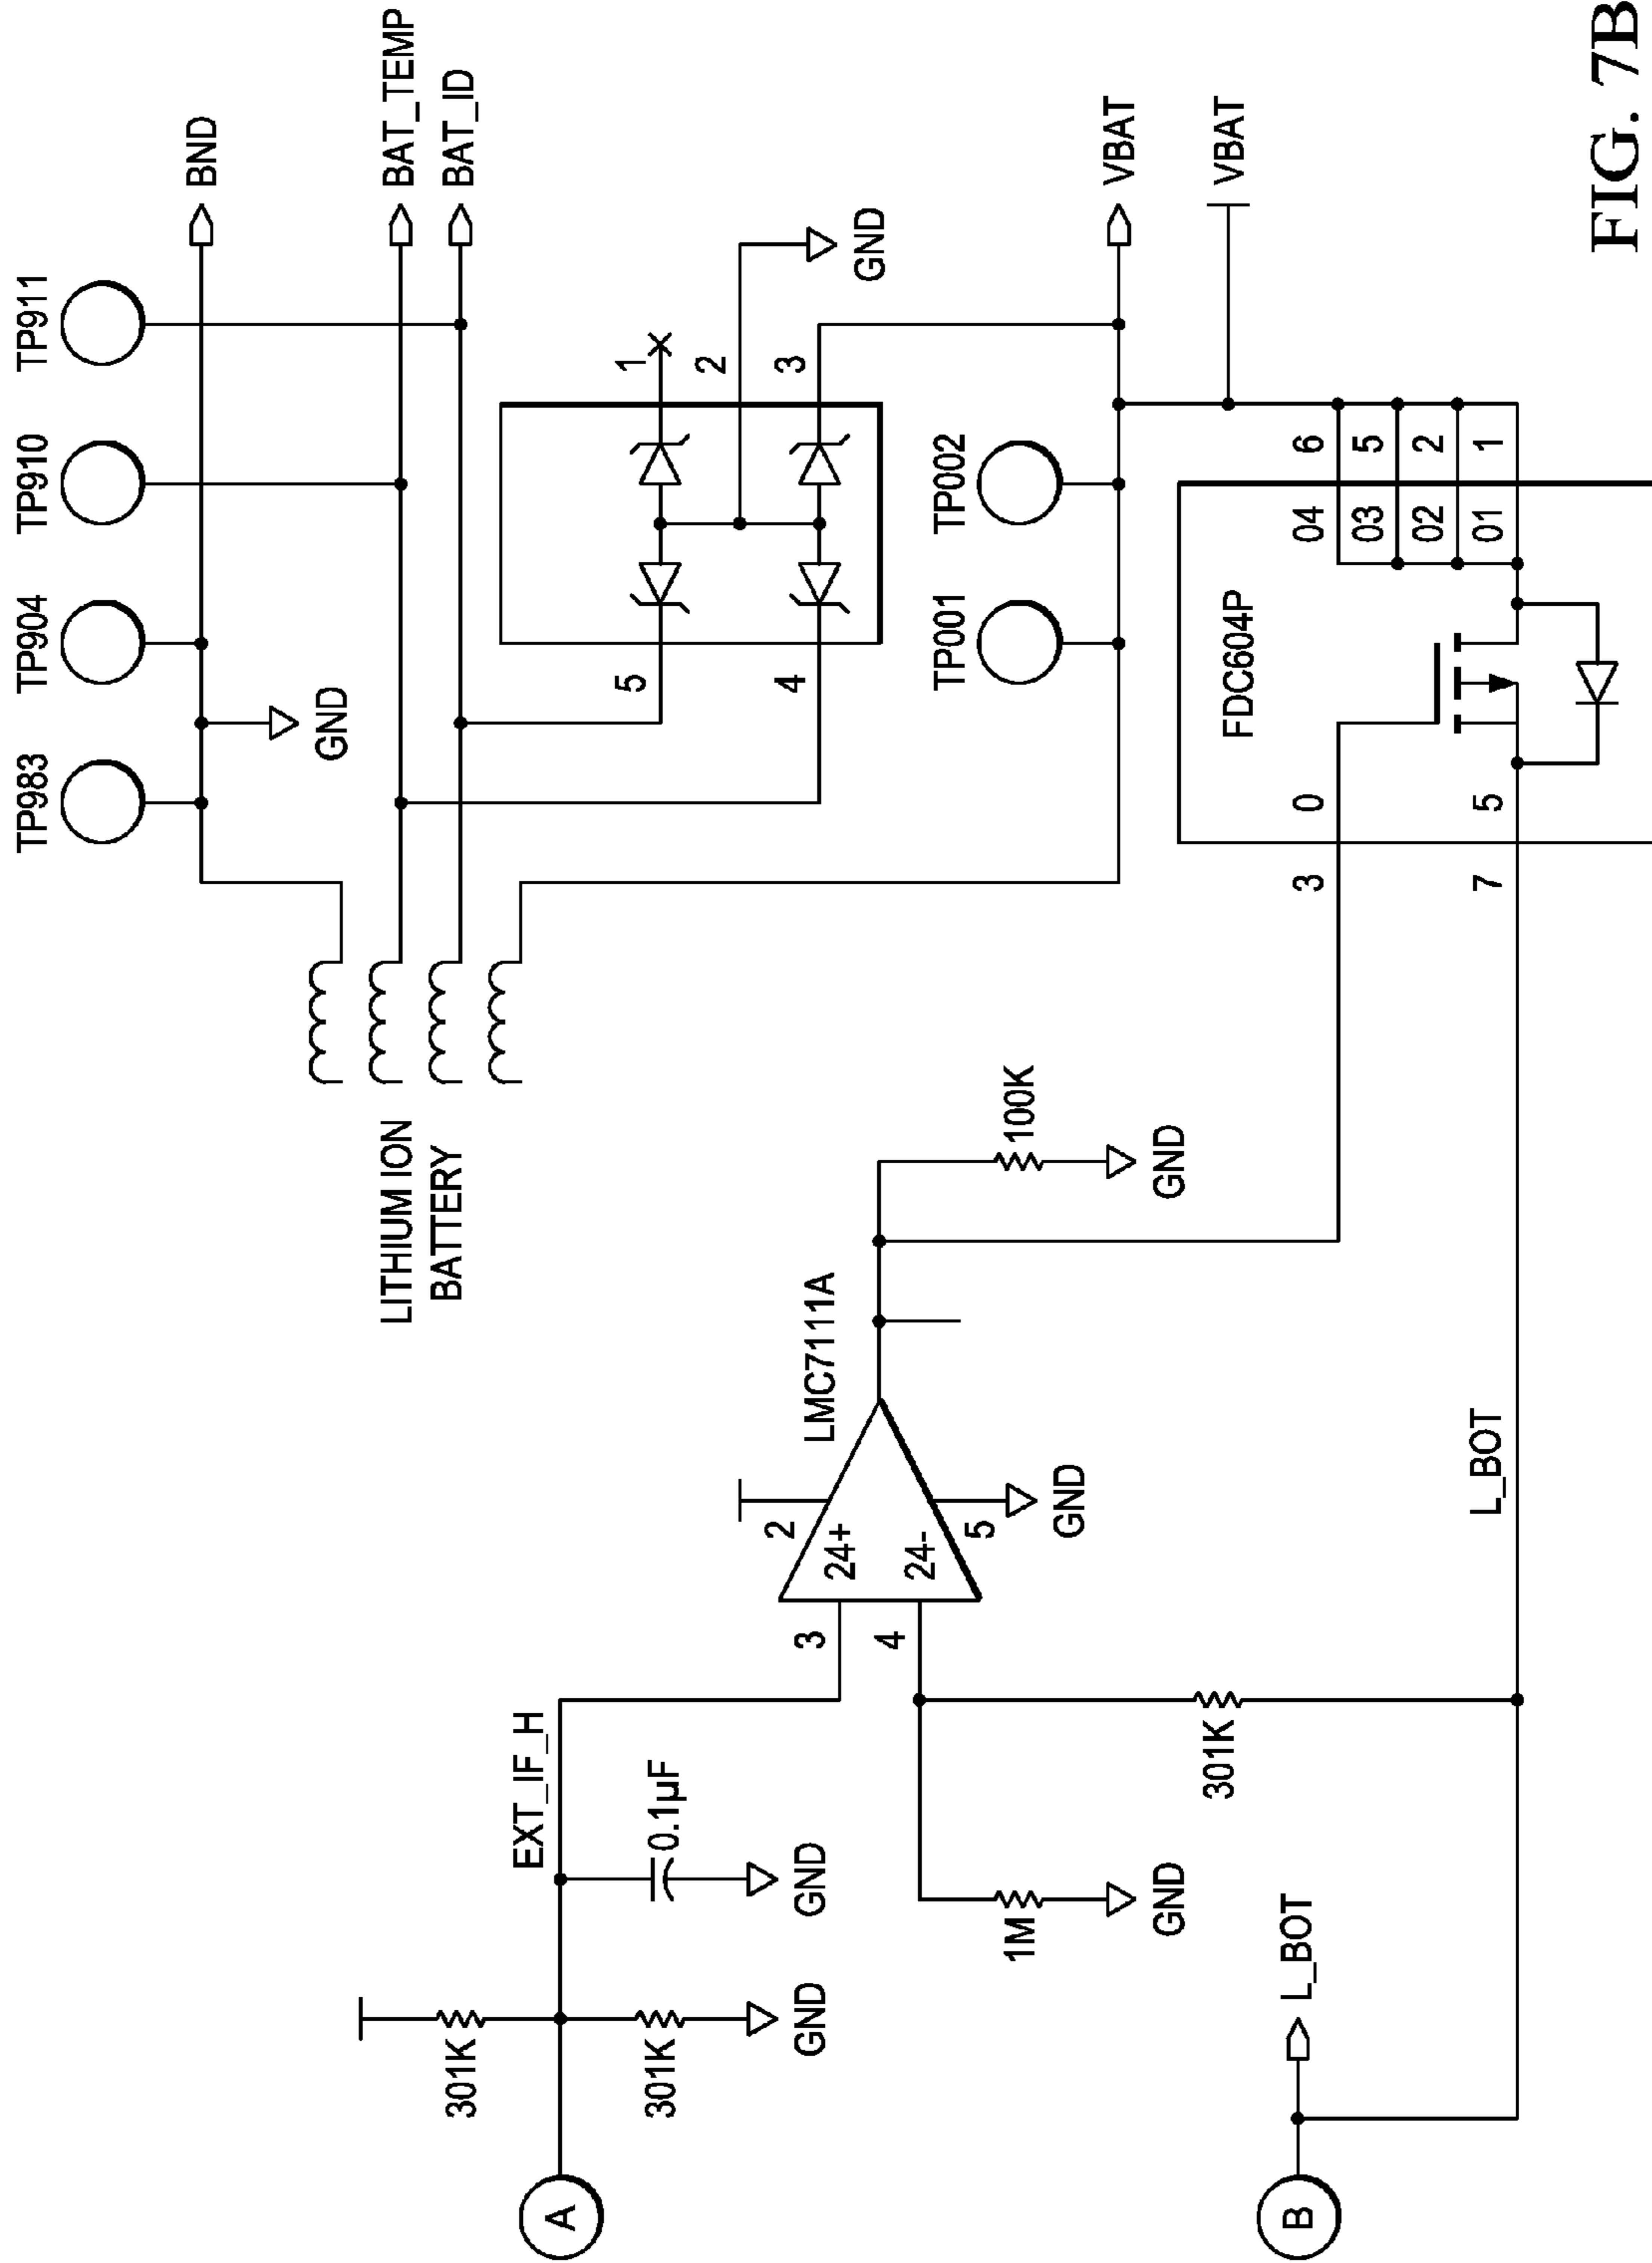 TP983
TP904
TP910
TP911
BND
GND
BAT_TEMP
BAT_ID
LITHIUM ION
BATTERY
5
1
2
4
3
GND
TP001
TP002
VBAT
VBAT
A
301K
301K
GND
EXT_IF_H
0.1µF
GND
3
4
24+
24-
2
5
GND
LMC7111A
100K
GND
1M
GND
301K
FDC604P
3
0
7
5
04
03
02
01
6
5
2
1
L_BOT
B
L_BOT
FIG. 7B